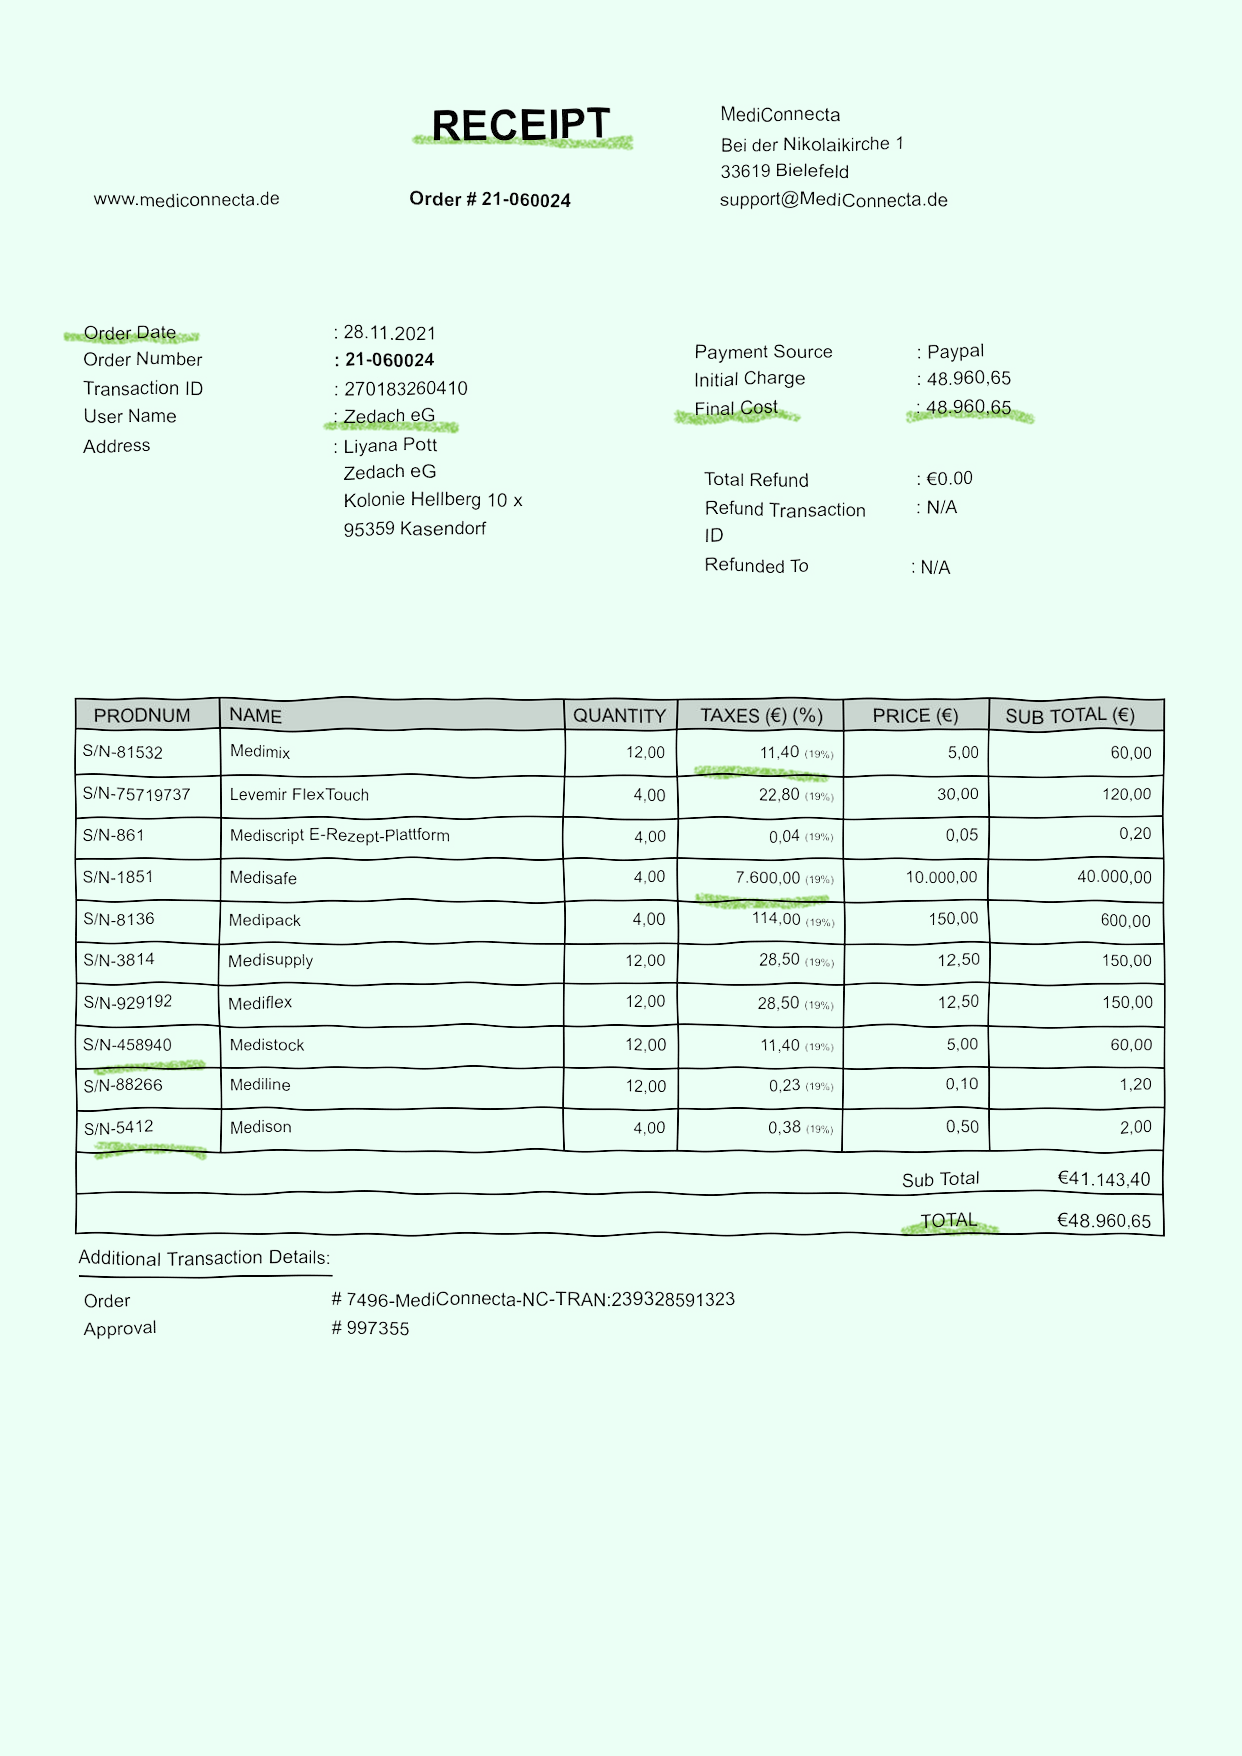 RECEIPT
MediConnecta
Bei der Nikolaikirche 1
33619 Bielefeld
www.mediconnecta.de Order # 21-060024 support@MediConnecta.de
Order Date : 28.11.2021
Order Number : 21-060024
Transaction ID : 270183260410
User Name : Zedach eG
Address : Liyana Pott
Zedach eG
Kolonie Hellberg 10 x
95359 Kasendorf
Payment Source : Paypal
Initial Charge : 48.960,65
Final Cost : 48.960,65
Total Refund : €0.00
Refund Transaction : N/A
ID
Refunded To : N/A
PRODNUM NAME QUANTITY TAXES (€) (%) PRICE (€) SUB TOTAL (€)
S/N-81532 Medimix 12,00 11,40 (19%) 5,00 60,00
S/N-75719737 Levemir FlexTouch 4,00 22,80 (19%) 30,00 120,00
S/N-861 Mediscript E-Rezept-Plattform 4,00 0,04 (19%) 0,05 0,20
S/N-1851 Medisafe 4,00 7.600,00 (19%) 10.000,00 40.000,00
S/N-8136 Medipack 4,00 114,00 (19%) 150,00 600,00
S/N-3814 Medisupply 12,00 28,50 (19%) 12,50 150,00
S/N-929192 Mediflex 12,00 28,50 (19%) 12,50 150,00
S/N-458940 Medistock 12,00 11,40 (19%) 5,00 60,00
S/N-88266 Mediline 12,00 0,23 (19%) 0,10 1,20
S/N-5412 Medison 4,00 0,38 (19%) 0,50 2,00
Sub Total €41.143,40
TOTAL €48.960,65
Additional Transaction Details:
Order # 7496-MediConnecta-NC-TRAN:239328591323
Approval # 997355